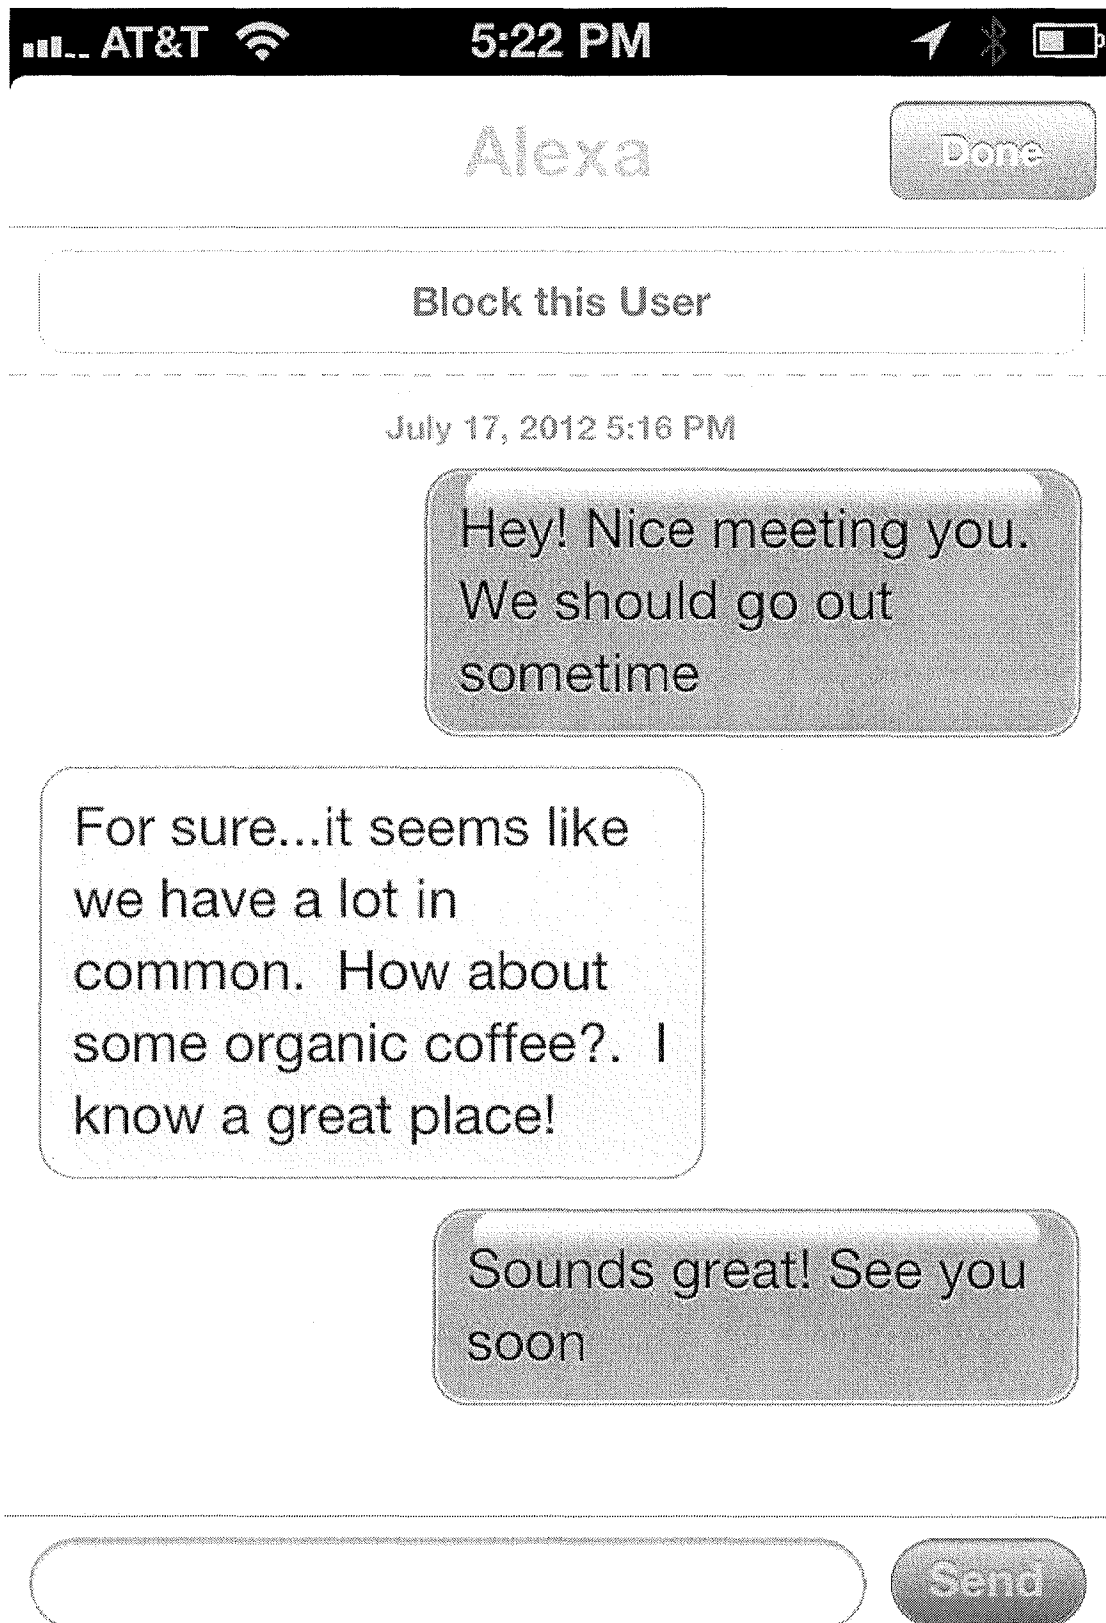 AT&T 5:22 PM
Alexa Done
Block this User
July 17, 2012 5:16 PM
Hey! Nice meeting you.
We should go out
sometime
For sure...it seems like
we have a lot in
common.  How about
some organic coffee?.  I
know a great place!
Sounds great! See you
soon
Send